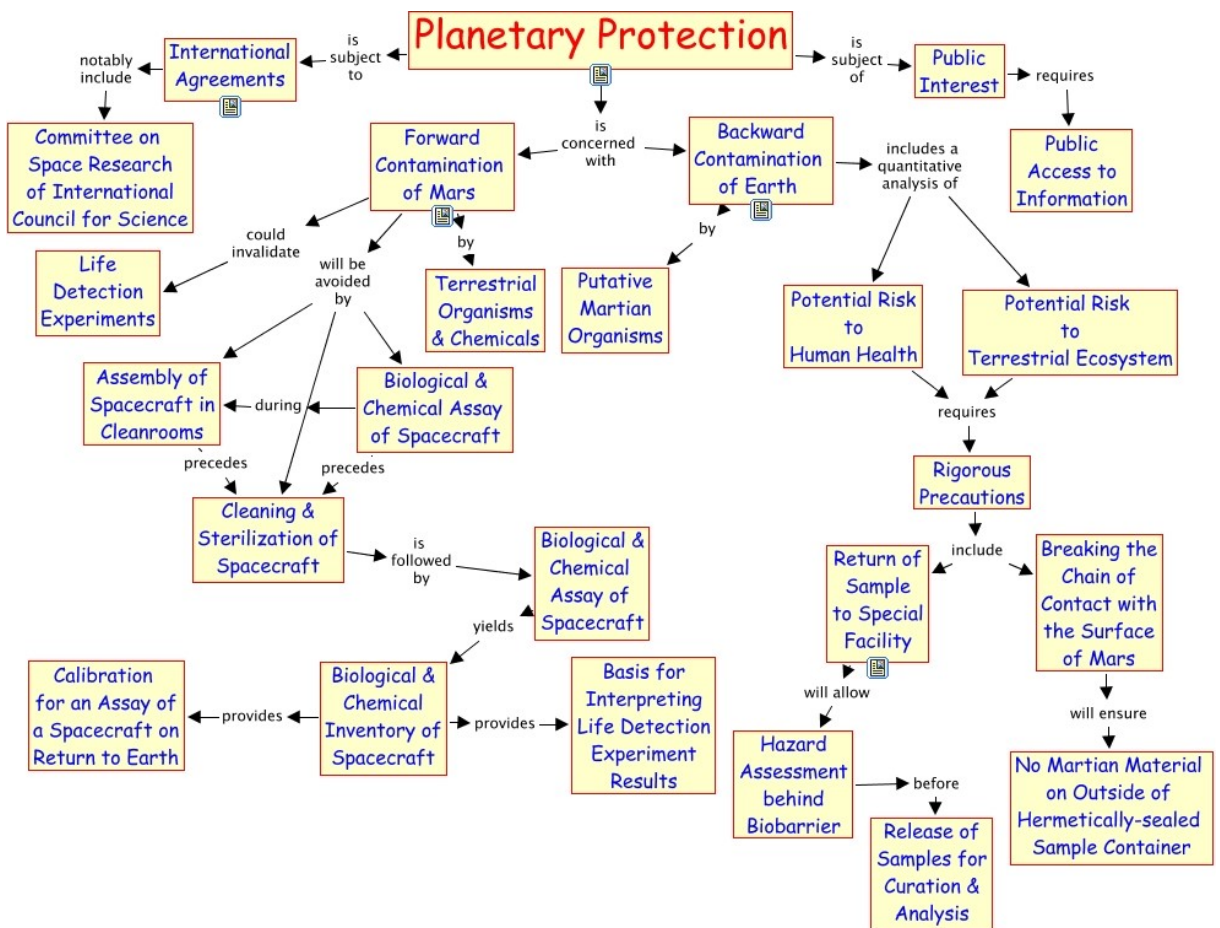 Planetary Protection
is
subject
to
International
Agreements
notably
include
Committee on
Space Research
of International
Council for Science
is
subject
of
Public
Interest
requires
Public
Access to
Information
is
concerned
with
Forward
Contamination
of Mars
Backward
Contamination
of Earth
could
invalidate
Life
Detection
Experiments
will be
avoided
by
by
Terrestrial
Organisms
& Chemicals
by
Putative
Martian
Organisms
includes a
quantitative
analysis of
Potential Risk
to
Human Health
Potential Risk
to
Terrestrial Ecosystem
Assembly of
Spacecraft in
Cleanrooms
during
Biological &
Chemical Assay
of Spacecraft
precedes
precedes
Cleaning &
Sterilization of
Spacecraft
is
followed
by
Biological &
Chemical
Assay of
Spacecraft
yields
Biological &
Chemical
Inventory of
Spacecraft
provides
Calibration
for an Assay of
a Spacecraft on
Return to Earth
provides
Basis for
Interpreting
Life Detection
Experiment
Results
requires
Rigorous
Precautions
include
Return of
Sample
to Special
Facility
Breaking the
Chain of
Contact with
the Surface
of Mars
will allow
Hazard
Assessment
behind
Biobarrier
before
Release of
Samples for
Curation &
Analysis
will ensure
No Martian Material
on Outside of
Hermetically-sealed
Sample Container